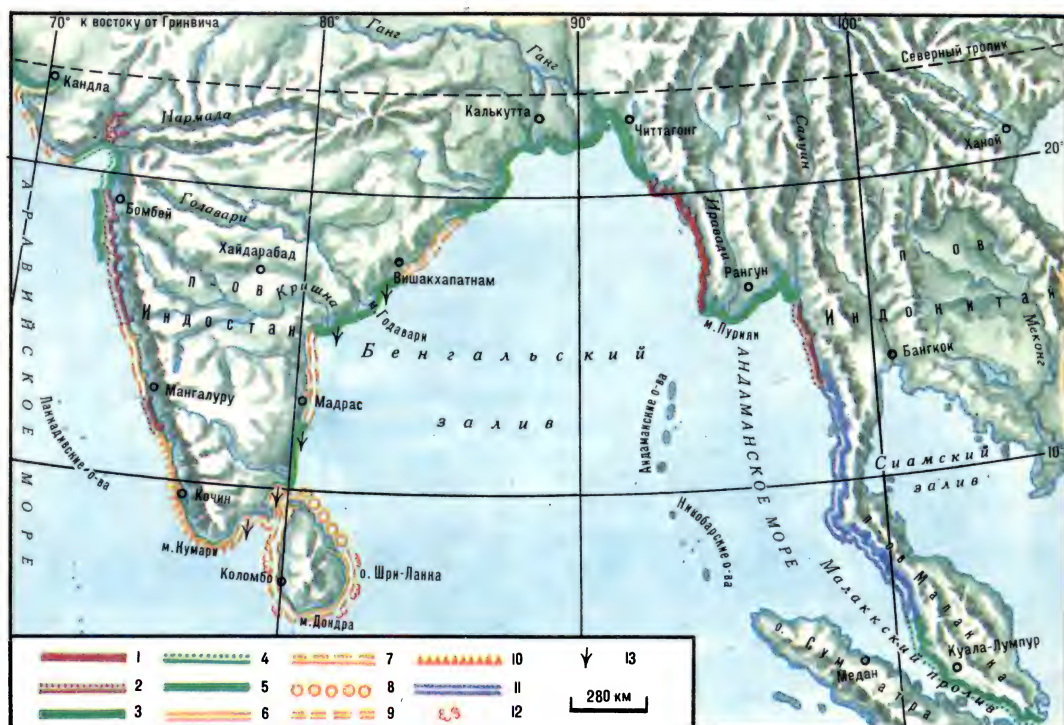 70° к востоку от Гринвича 80° 90° 100°
Ганг
Ганг
Северный тропик
Кандла
Калькутта
Нармада
Читтагонг
Салуин
Ханой
20°
Бомбей
Годавари
Иравади
Хайдарабад
П-ОВ
П-ОВ
Кришна
Вишакхапатнам
Рангун
Индостан
м.Годавари
м.Пурили
Индокитай
Меконг
Бенгальский
Бангкок
АРАВИЙСКОЕ МОРЕ
Мангалуру
Мадрас
залив
Лаккадивские о-ва
Андаманские о-ва
АНДАМАНСКОЕ МОРЕ
Сиамский
залив
10
Кочин
м.Кумари
Никобарские о-ва
Коломбо
о. Шри-Ланка
м.Дондра
п-ов Малакка
Малаккский пролив
о. Суматра
Куала-Лумпур
Медан
1 4 7 10 13
2 5 8 11
3 6 9 12
280 км